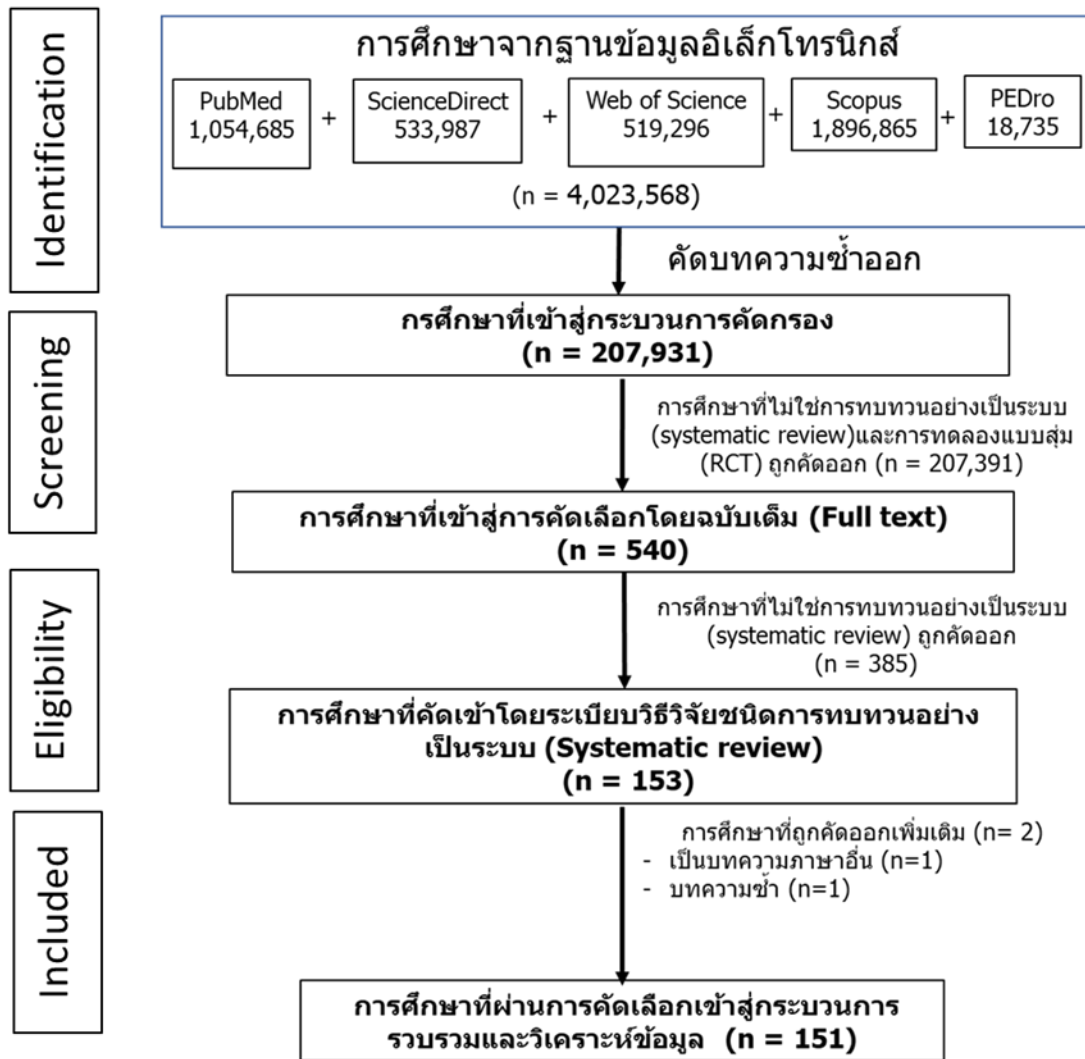 Identification
การศึกษาจากฐานข้อมูลอิเล็กโทรนิกส์
PubMed
1,054,685
+
ScienceDirect
533,987
+
Web of Science
519,296
+
Scopus
1,896,865
+
PEDro
18,735
(n = 4,023,568)
คัดบทความซ้ำออก
Screening
กรศึกษาที่เข้าสู่กระบวนการคัดกรอง
(n = 207,931)
การศึกษาที่ไม่ใช่การทบทวนอย่างเป็นระบบ
(systematic review)และการทดลองแบบสุ่ม
(RCT) ถูกคัดออก (n = 207,391)
การศึกษาที่เข้าสู่การคัดเลือกโดยฉบับเต็ม (Full text)
(n = 540)
Eligibility
การศึกษาที่ไม่ใช่การทบทวนอย่างเป็นระบบ
(systematic review) ถูกคัดออก
(n = 385)
การศึกษาที่คัดเข้าโดยระเบียบวิธีวิจัยชนิดการทบทวนอย่าง
เป็นระบบ (Systematic review)
(n = 153)
Included
การศึกษาที่ถูกคัดออกเพิ่มเติม (n= 2)
- เป็นบทความภาษาอื่น (n=1)
- บทความซ้ำ (n=1)
การศึกษาที่ผ่านการคัดเลือกเข้าสู่กระบวนการ
รวบรวมและวิเคราะห์ข้อมูล (n = 151)